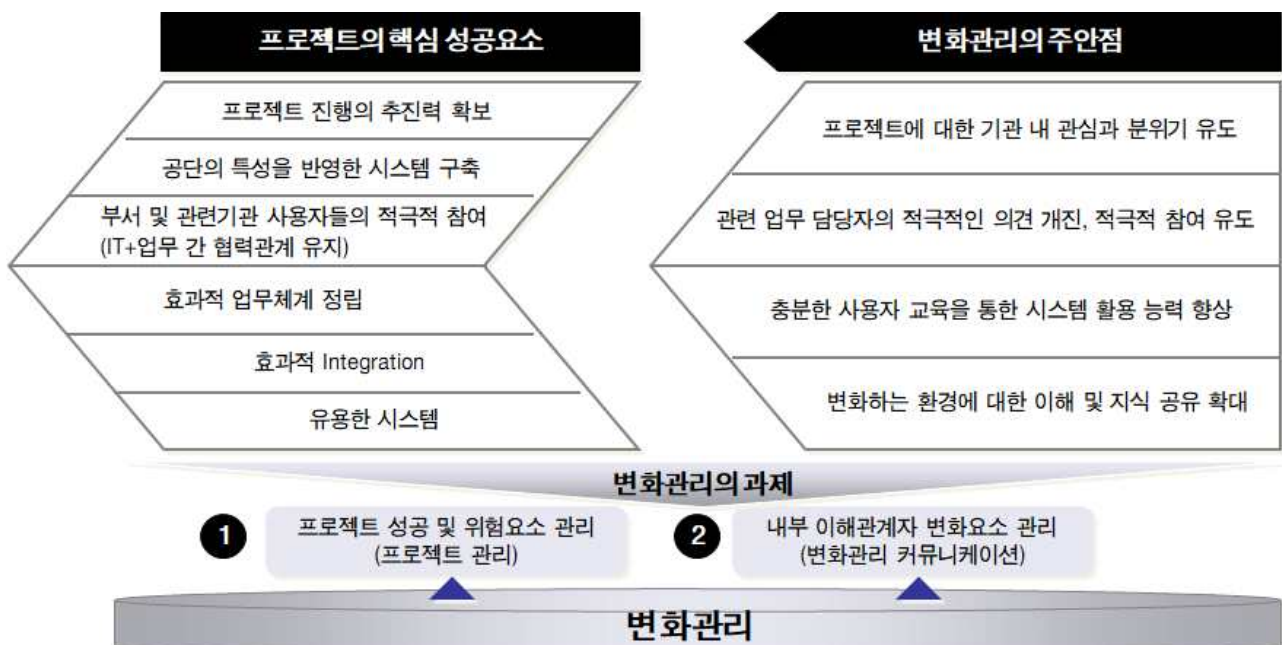 프로젝트의 핵심 성공요소
프로젝트 진행의 추진력 확보
공단의 특성을 반영한 시스템 구축
부서 및 관련기관 사용자들의 적극적 참여
(IT+업무 간 협력관계 유지)
효과적 업무체계 정립
효과적 Integration
유용한 시스템
변화관리의 주안점
프로젝트에 대한 기관 내 관심과 분위기 유도
관련 업무 담당자의 적극적인 의견 개진, 적극적 참여 유도
충분한 사용자 교육을 통한 시스템 활용 능력 향상
변화하는 환경에 대한 이해 및 지식 공유 확대
변화관리의 과제
1
프로젝트 성공 및 위험요소 관리
(프로젝트 관리)
2
내부 이해관계자 변화요소 관리
(변화관리 커뮤니케이션)
변화관리